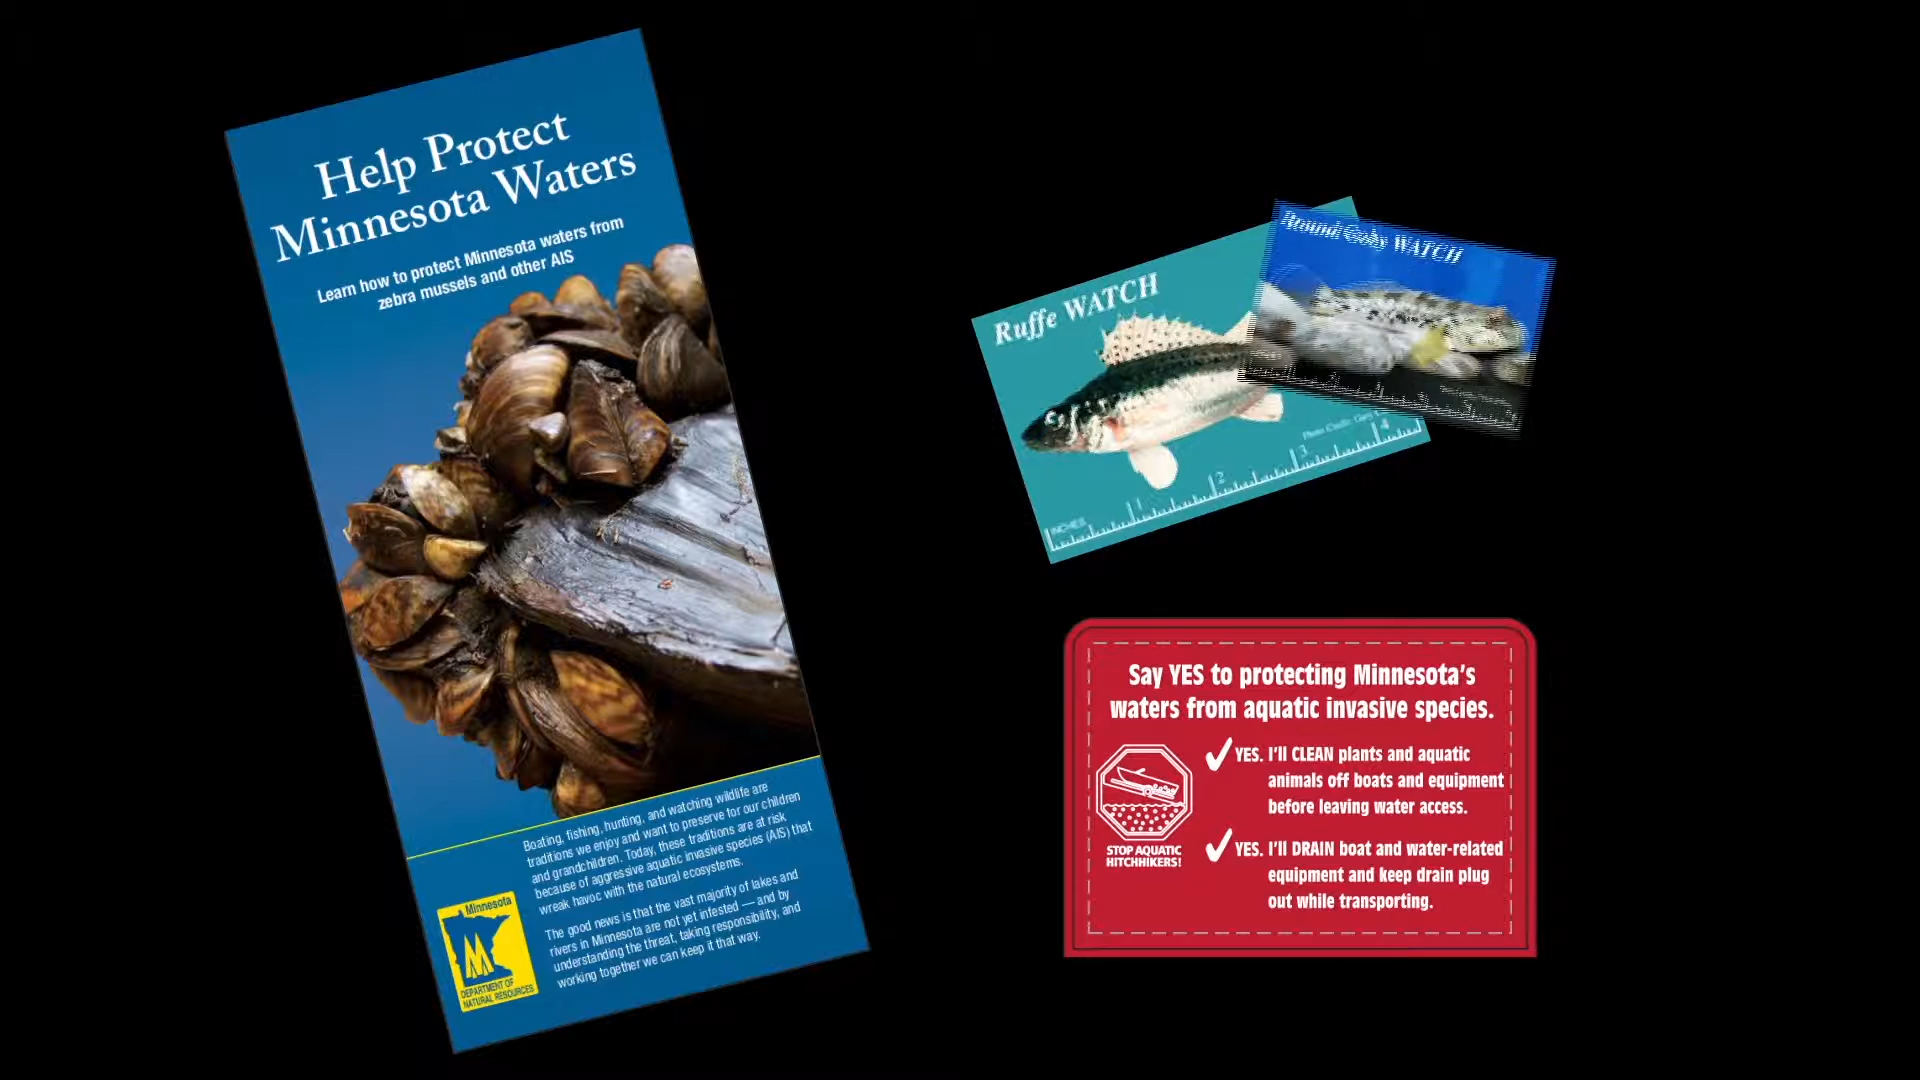 Help Protect
Minnesota Waters
Learn how to protect Minnesota waters from
zebra mussels and other AIS
Boating, fishing, hunting, and watching wildlife are
traditions we enjoy and want to preserve for our children
and grandchildren. Today, these traditions are at risk
because of aggressive aquatic invasive species (AIS) that
wreak havoc with the natural ecosystems.
The good news is that the vast majority of lakes and
rivers in Minnesota are not yet infested — and by
understanding the threat, taking responsibility, and
working together we can keep it that way.
Minnesota
DEPARTMENT OF
NATURAL RESOURCES
Ruffe WATCH
Photo Credit: Gary
INCHES 1 2 3 4
Round Goby WATCH
Say YES to protecting Minnesota's
waters from aquatic invasive species.
YES. I'll CLEAN plants and aquatic
animals off boats and equipment
before leaving water access.
YES. I'll DRAIN boat and water-related
equipment and keep drain plug
out while transporting.
STOP AQUATIC
HITCHHIKERS!